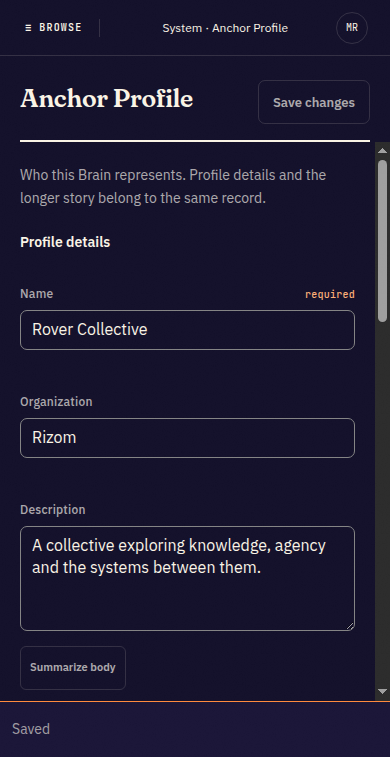 ≡ BROWSE
System · Anchor Profile
MR
Anchor Profile
Save changes
Who this Brain represents. Profile details and the
longer story belong to the same record.
Profile details
Name
required
Rover Collective
Organization
Rizom
Description
A collective exploring knowledge, agency
and the systems between them.
Summarize body
Saved